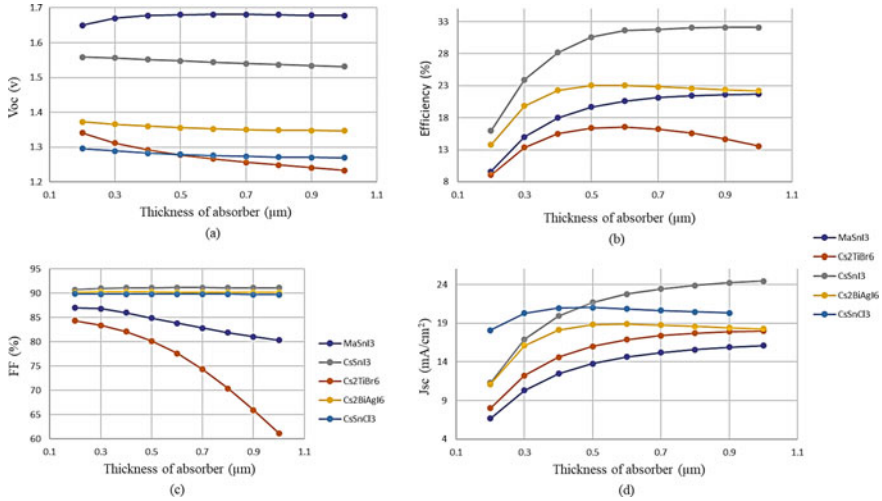 1.7
1.6
1.5
1.4
1.3
1.2
Voc (v)
0.1 0.3 0.5 0.7 0.9 1.1
Thickness of absorber (µm)
(a)
33
28
23
18
13
8
Efficiency (%)
0.1 0.3 0.5 0.7 0.9 1.1
Thickness of absorber (µm)
(b)
MaSnI3
Cs2TiBr6
CsSnI3
Cs2BiAgI6
CsSnCl3
95
90
85
80
75
70
65
60
FF (%)
0.1 0.3 0.5 0.7 0.9 1.1
Thickness of absorber (µm)
(c)
MaSnI3
CsSnI3
Cs2TiBr6
Cs2BiAgI6
CsSnCl3
24
19
14
9
4
Jsc (mA/cm²)
0.1 0.3 0.5 0.7 0.9 1.1
Thickness of absorber (µm)
(d)